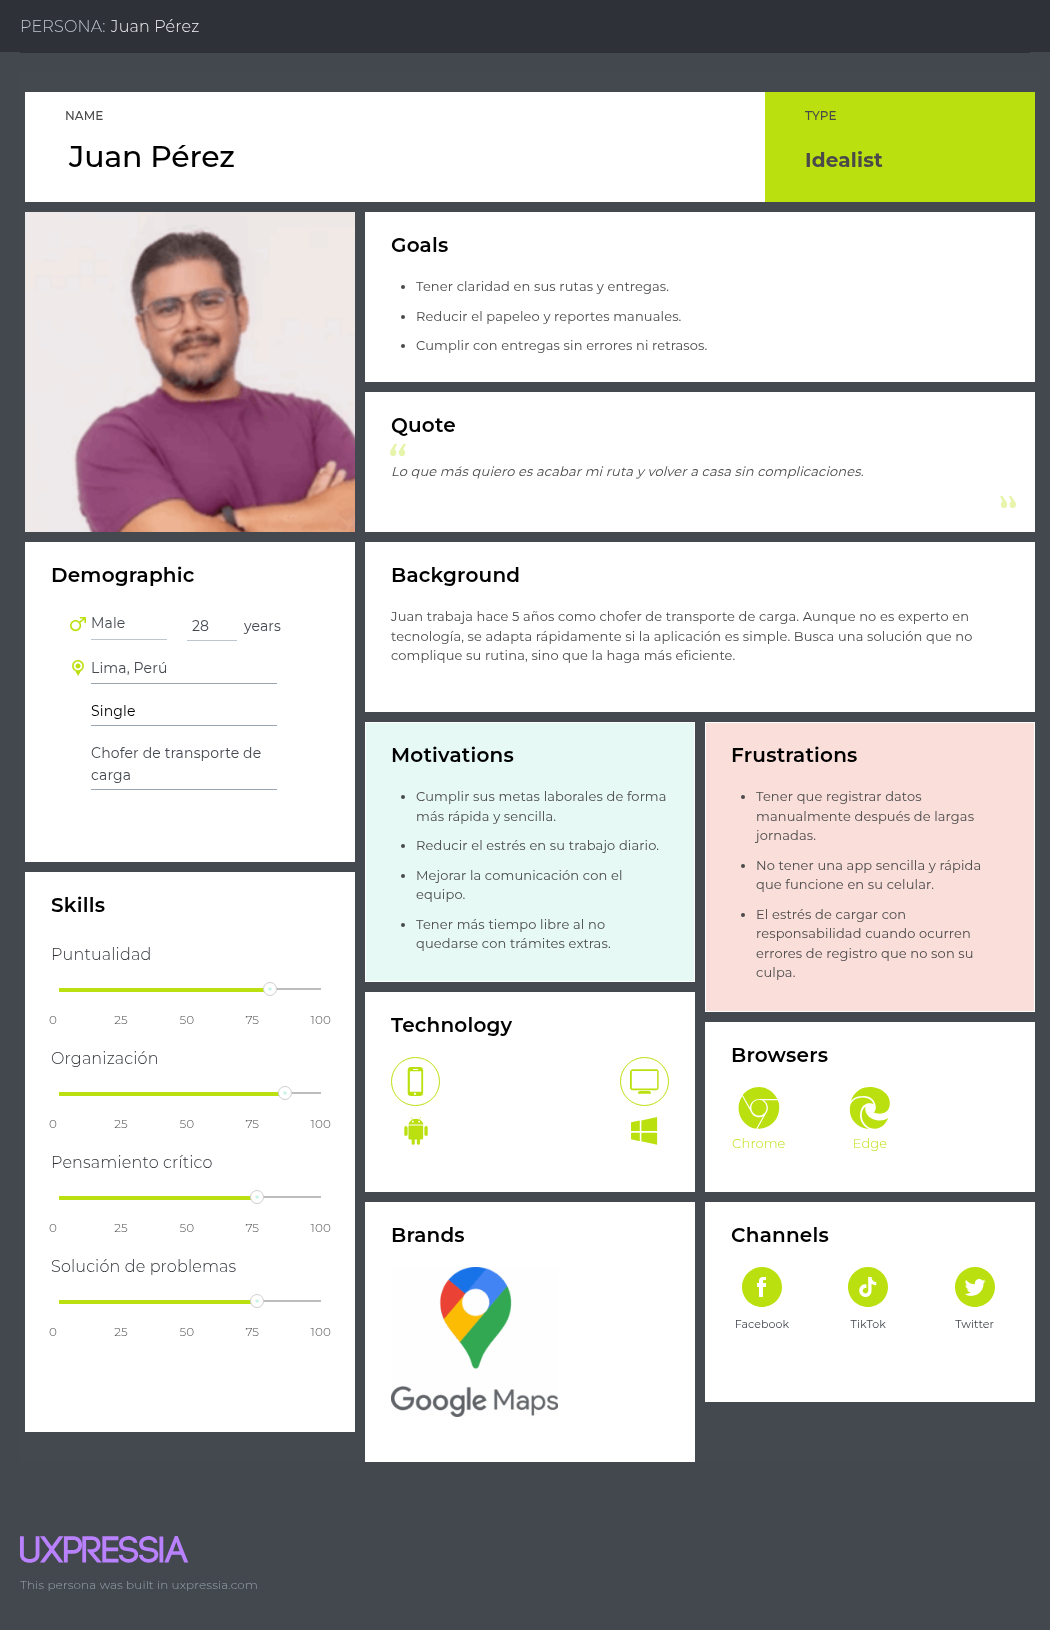 PERSONA: Juan Pérez
NAME
Juan Pérez
TYPE
Idealist
Goals
Tener claridad en sus rutas y entregas.
Reducir el papeleo y reportes manuales.
Cumplir con entregas sin errores ni retrasos.
Quote
“
Lo que más quiero es acabar mi ruta y volver a casa sin complicaciones.
”
Demographic
Male 28 years
Lima, Perú
Single
Chofer de transporte de
carga
Background
Juan trabaja hace 5 años como chofer de transporte de carga. Aunque no es experto en
tecnología, se adapta rápidamente si la aplicación es simple. Busca una solución que no
complique su rutina, sino que la haga más eficiente.
Motivations
Cumplir sus metas laborales de forma
más rápida y sencilla.
Reducir el estrés en su trabajo diario.
Mejorar la comunicación con el
equipo.
Tener más tiempo libre al no
quedarse con trámites extras.
Frustrations
Tener que registrar datos
manualmente después de largas
jornadas.
No tener una app sencilla y rápida
que funcione en su celular.
El estrés de cargar con
responsabilidad cuando ocurren
errores de registro que no son su
culpa.
Skills
Puntualidad
0 25 50 75 100
Organización
0 25 50 75 100
Pensamiento crítico
0 25 50 75 100
Solución de problemas
0 25 50 75 100
Technology
Browsers
Chrome Edge
Brands
Google Maps
Channels
Facebook TikTok Twitter
UXPRESSIA
This persona was built in uxpressia.com